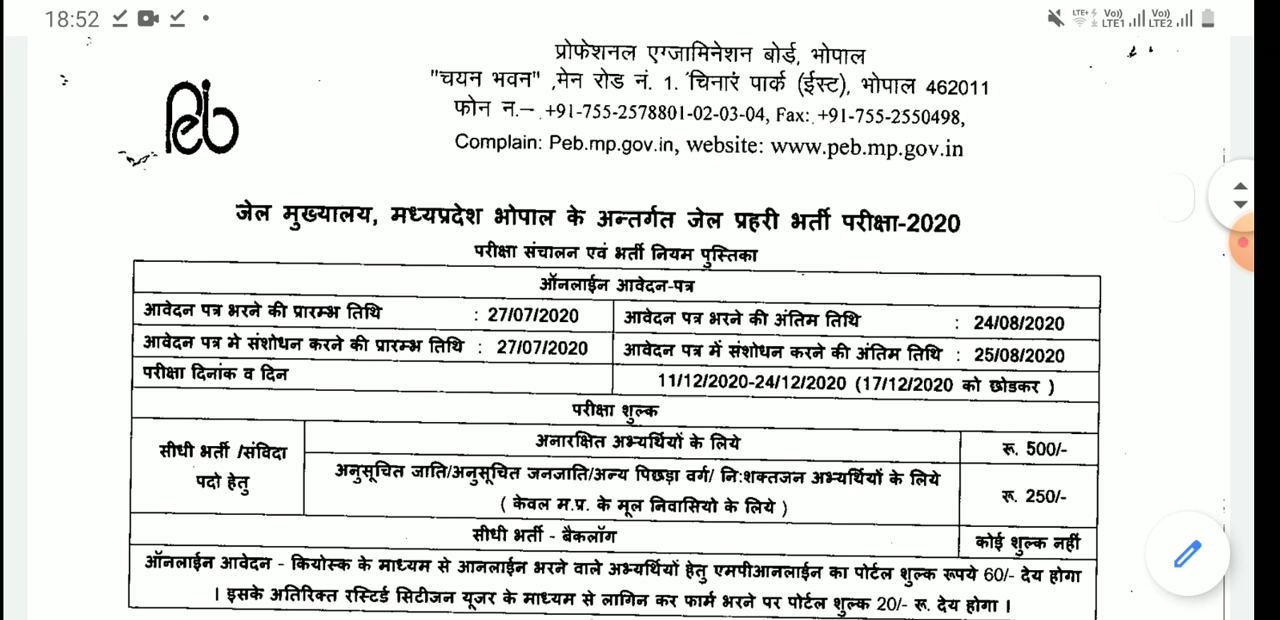 18:52
LTE+ Vo)) LTE1 Vo)) LTE2
प्रोफेशनल एग्जामिनेशन बोर्ड, भोपाल
"चयन भवन" ,मेन रोड नं. 1. चिनारं पार्क (ईस्ट), भोपाल 462011
Peb
फोन न.– +91-755-2578801-02-03-04, Fax: +91-755-2550498,
Complain: Peb.mp.gov.in, website: www.peb.mp.gov.in
जेल मुख्यालय, मध्यप्रदेश भोपाल के अन्तर्गत जेल प्रहरी भर्ती परीक्षा-2020
परीक्षा संचालन एवं भर्ती नियम पुस्तिका
ऑनलाईन आवेदन-पत्र
आवेदन पत्र भरने की प्रारम्भ तिथि : 27/07/2020 आवेदन पत्र भरने की अंतिम तिथि : 24/08/2020
आवेदन पत्र मे संशोधन करने की प्रारम्भ तिथि : 27/07/2020 आवेदन पत्र में संशोधन करने की अंतिम तिथि : 25/08/2020
परीक्षा दिनांक व दिन 11/12/2020-24/12/2020 (17/12/2020 को छोडकर )
परीक्षा शुल्क
सीधी भर्ती /संविदा पदो हेतु
अनारक्षित अभ्यर्थियों के लिये रू. 500/-
अनुसूचित जाति/अनुसूचित जनजाति/अन्य पिछड़ा वर्ग/ नि:शक्तजन अभ्यर्थियों के लिये रू. 250/-
( केवल म.प्र. के मूल निवासियो के लिये )
सीधी भर्ती - बैकलॉग कोई शुल्क नहीं
ऑनलाईन आवेदन - कियोस्क के माध्यम से आनलाईन भरने वाले अभ्यर्थियों हेतु एमपीआनलाईन का पोर्टल शुल्क रूपये 60/- देय होगा
। इसके अतिरिक्त रस्टिर्ड सिटीजन यूजर के माध्यम से लागिन कर फार्म भरने पर पोर्टल शुल्क 20/- रू. देय होगा ।